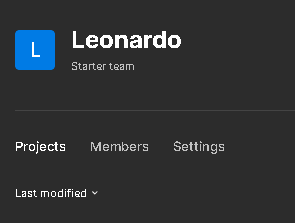 L
Leonardo
Starter team
Projects Members Settings
Last modified